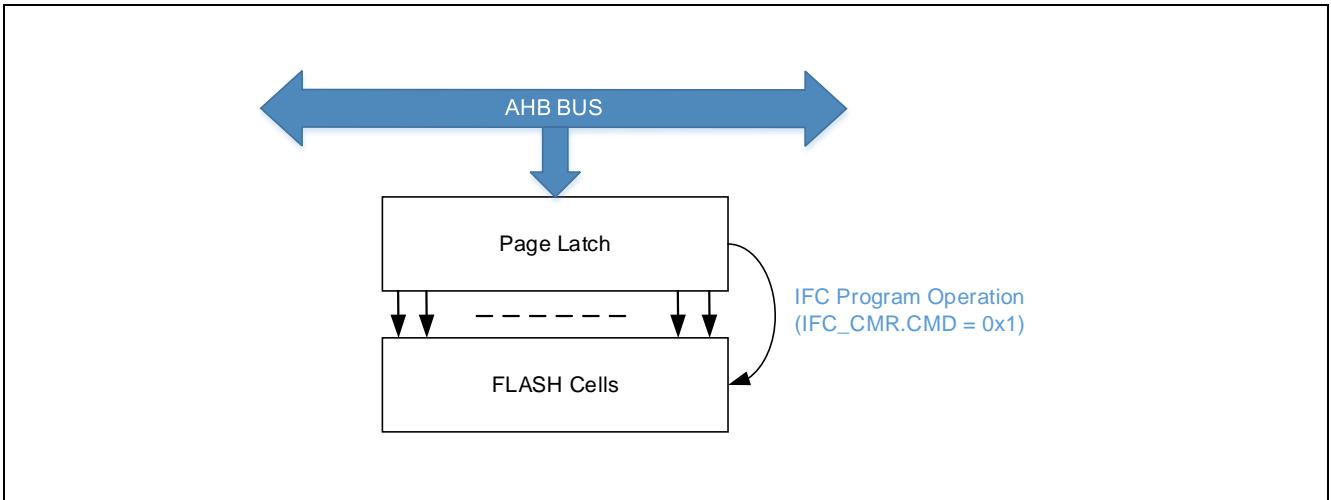 AHB BUS
Page Latch
IFC Program Operation
(IFC_CMR.CMD = 0x1)
FLASH Cells